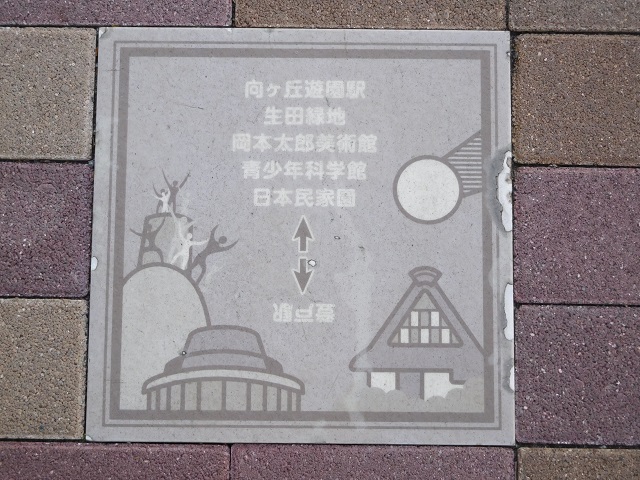 向ヶ丘遊園駅
生田緑地
岡本太郎美術館
青少年科学館
日本民家園
登戸駅